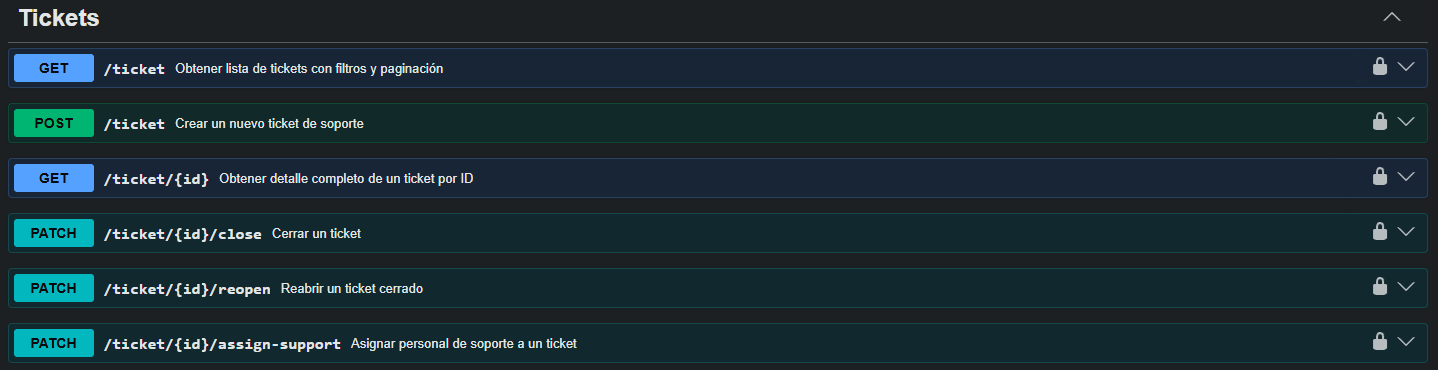 Tickets
GET /ticket Obtener lista de tickets con filtros y paginación
POST /ticket Crear un nuevo ticket de soporte
GET /ticket/{id} Obtener detalle completo de un ticket por ID
PATCH /ticket/{id}/close Cerrar un ticket
PATCH /ticket/{id}/reopen Reabrir un ticket cerrado
PATCH /ticket/{id}/assign-support Asignar personal de soporte a un ticket